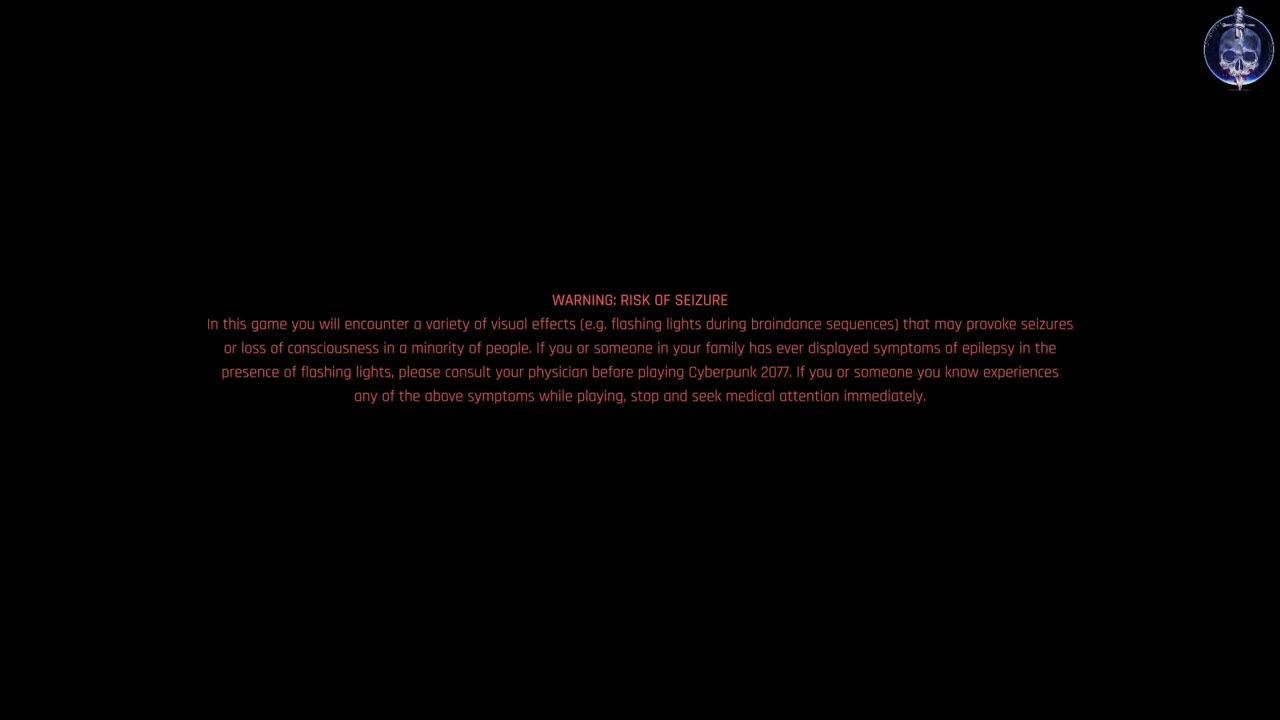 WARNING: RISK OF SEIZURE
In this game you will encounter a variety of visual effects (e.g. flashing lights during braindance sequences) that may provoke seizures
or loss of consciousness in a minority of people. If you or someone in your family has ever displayed symptoms of epilepsy in the
presence of flashing lights, please consult your physician before playing Cyberpunk 2077. If you or someone you know experiences
any of the above symptoms while playing, stop and seek medical attention immediately.